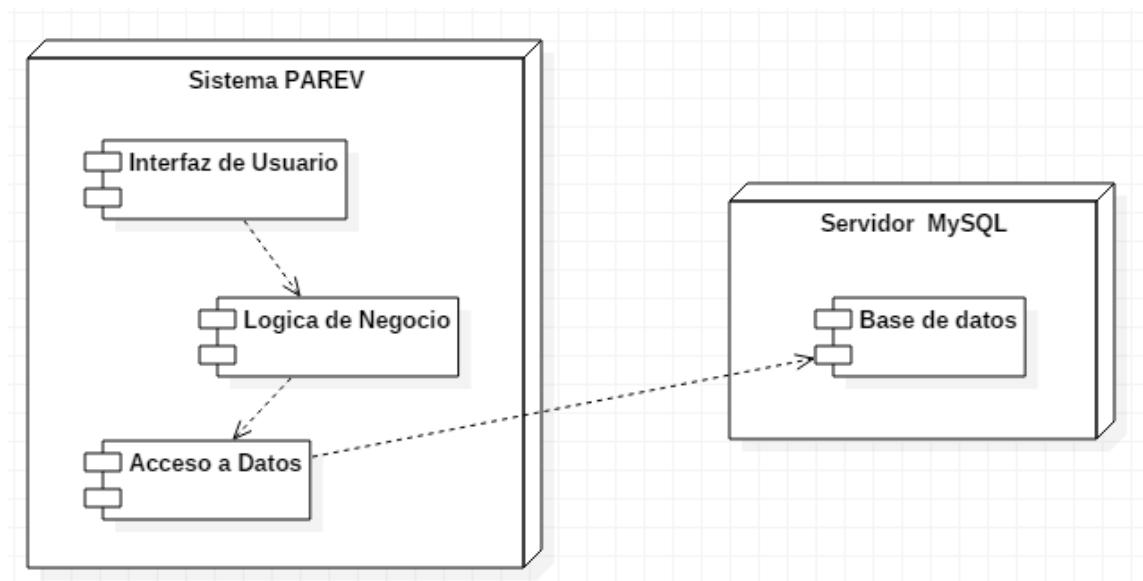 Sistema PAREV
Interfaz de Usuario
Logica de Negocio
Acceso a Datos
Servidor MySQL
Base de datos